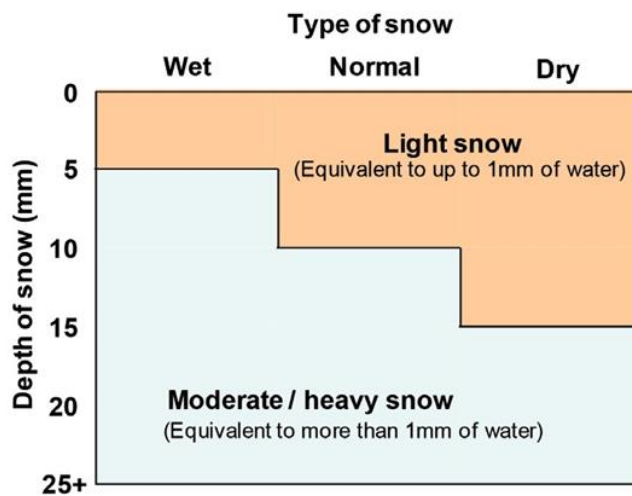 Type of snow
Wet Normal Dry
Depth of snow (mm)
0
5
10
15
20
25+
Light snow
(Equivalent to up to 1mm of water)
Moderate / heavy snow
(Equivalent to more than 1mm of water)